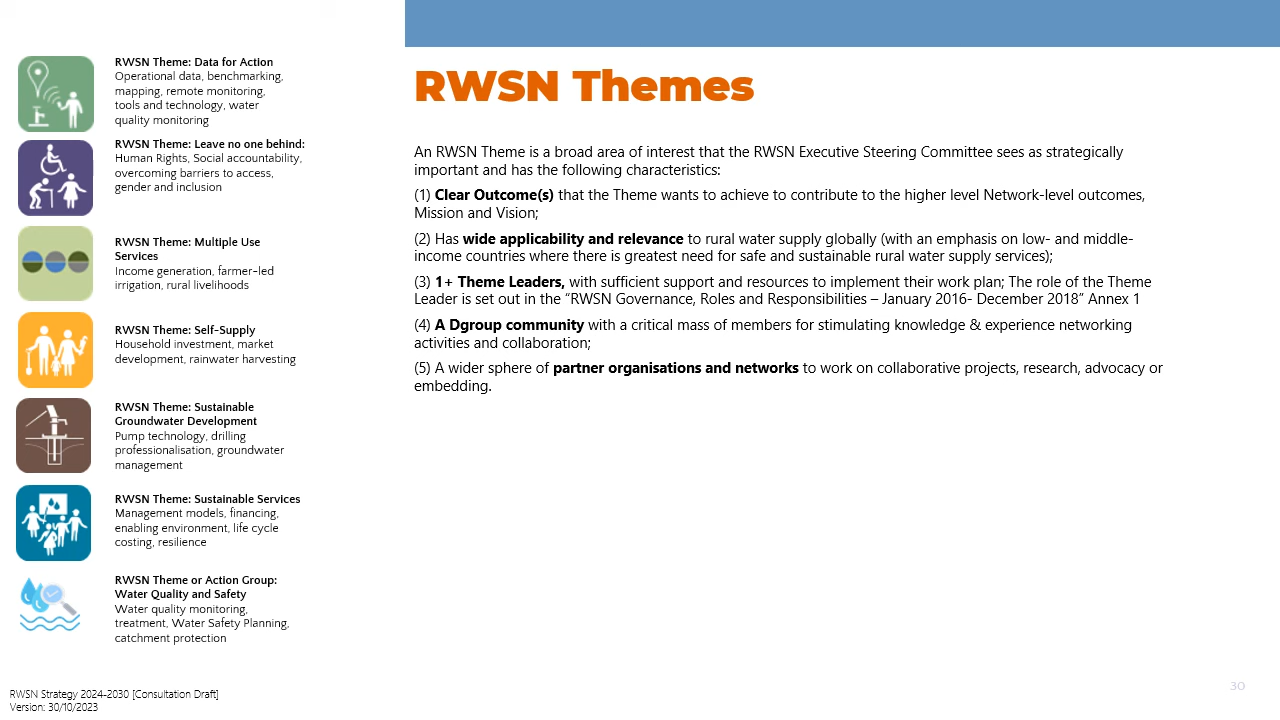 RWSN Theme: Data for Action
Operational data, benchmarking,
mapping, remote monitoring,
tools and technology, water
quality monitoring
RWSN Theme: Leave no one behind:
Human Rights, Social accountability,
overcoming barriers to access,
gender and inclusion
RWSN Theme: Multiple Use
Services
Income generation, farmer-led
irrigation, rural livelihoods
RWSN Theme: Self-Supply
Household investment, market
development, rainwater harvesting
RWSN Theme: Sustainable
Groundwater Development
Pump technology, drilling
professionalisation, groundwater
management
RWSN Theme: Sustainable Services
Management models, financing,
enabling environment, life cycle
costing, resilience
RWSN Theme or Action Group:
Water Quality and Safety
Water quality monitoring,
treatment, Water Safety Planning,
catchment protection
RWSN Themes
An RWSN Theme is a broad area of interest that the RWSN Executive Steering Committee sees as strategically
important and has the following characteristics:
(1) Clear Outcome(s) that the Theme wants to achieve to contribute to the higher level Network-level outcomes,
Mission and Vision;
(2) Has wide applicability and relevance to rural water supply globally (with an emphasis on low- and middle-
income countries where there is greatest need for safe and sustainable rural water supply services);
(3) 1+ Theme Leaders, with sufficient support and resources to implement their work plan; The role of the Theme
Leader is set out in the “RWSN Governance, Roles and Responsibilities – January 2016- December 2018” Annex 1
(4) A Dgroup community with a critical mass of members for stimulating knowledge & experience networking
activities and collaboration;
(5) A wider sphere of partner organisations and networks to work on collaborative projects, research, advocacy or
embedding.
RWSN Strategy 2024-2030 [Consultation Draft]
Version: 30/10/2023
30